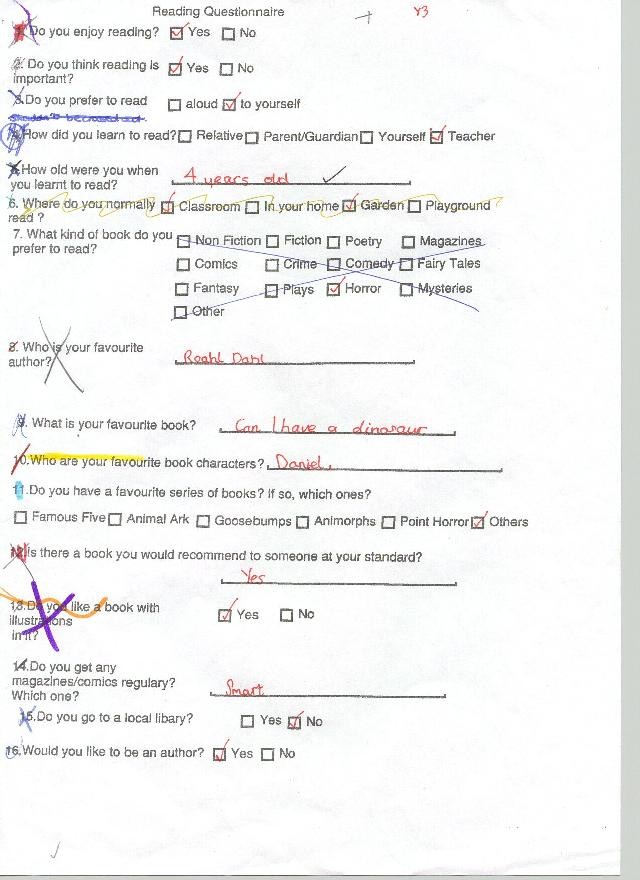 Reading Questionnaire
Y3
1. Do you enjoy reading? Yes No
2. Do you think reading is Yes No
important?
3. Do you prefer to read aloud to yourself
Shouldn't be crossed out
4. How did you learn to read? Relative Parent/Guardian Yourself Teacher
5. How old were you when
you learnt to read? 4 years old
6. Where do you normally Classroom In your home Garden Playground
read ?
7. What kind of book do you Non Fiction Fiction Poetry Magazines
prefer to read?
Comics Crime Comedy Fairy Tales
Fantasy Plays Horror Mysteries
Other
8. Who is your favourite
author? Roahl Dahl
9. What is your favourite book? Can I have a dinosaur
10. Who are your favourite book characters? Daniel.
11. Do you have a favourite series of books? If so, which ones?
Famous Five Animal Ark Goosebumps Animorphs Point Horror Others
12. Is there a book you would recommend to someone at your standard?
Yes
13. Do you like a book with Yes No
illustrations
in it?
14. Do you get any
magazines/comics regulary?
Which one? Smart
15. Do you go to a local libary? Yes No
16. Would you like to be an author? Yes No